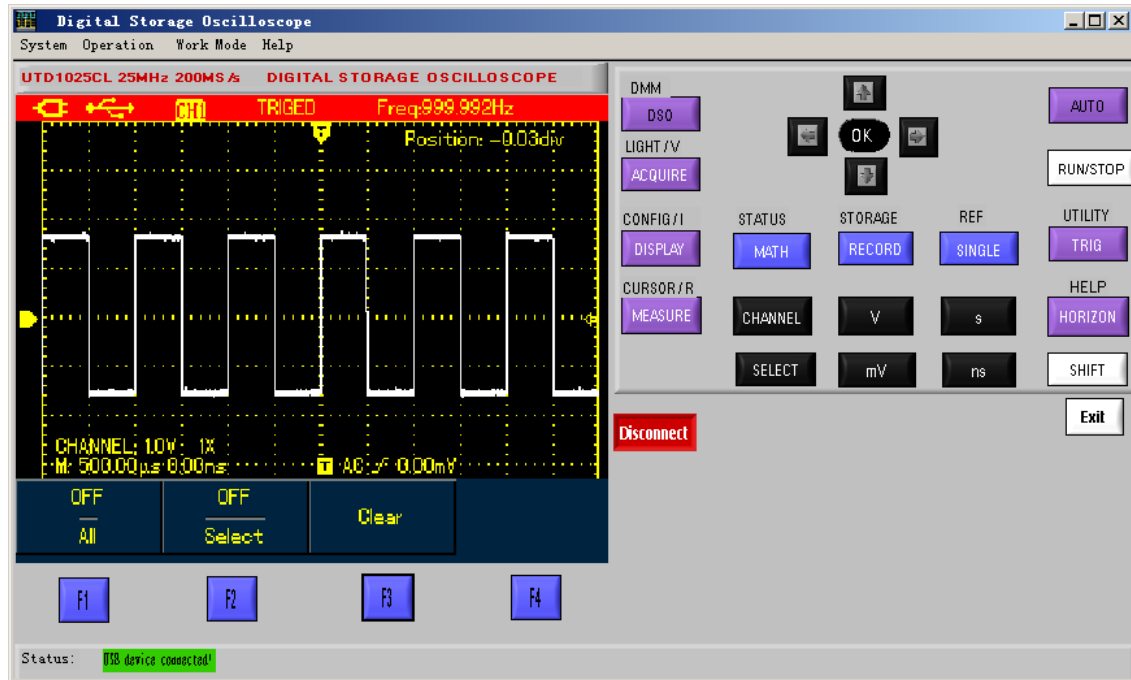 Digital Storage Oscilloscope
System Operation Work Mode Help
UTD1025CL 25MHz 200MS/s DIGITAL STORAGE OSCILLOSCOPE
CH1 TRIGED Freq:999.992Hz
T Position: -0.03div
CHANNEL: 1.0V 1X
M: 500.00µs 0.00ns T AC 0.00mV
OFF OFF Clear
All Select
F1 F2 F3 F4
DMM
DSO OK AUTO
LIGHT/V
ACQUIRE RUN/STOP
CONFIG/I STATUS STORAGE REF UTILITY
DISPLAY MATH RECORD SINGLE TRIG
CURSOR/R HELP
MEASURE CHANNEL V s HORIZON
SELECT mV ns SHIFT
Disconnect Exit
Status: USB device connected!